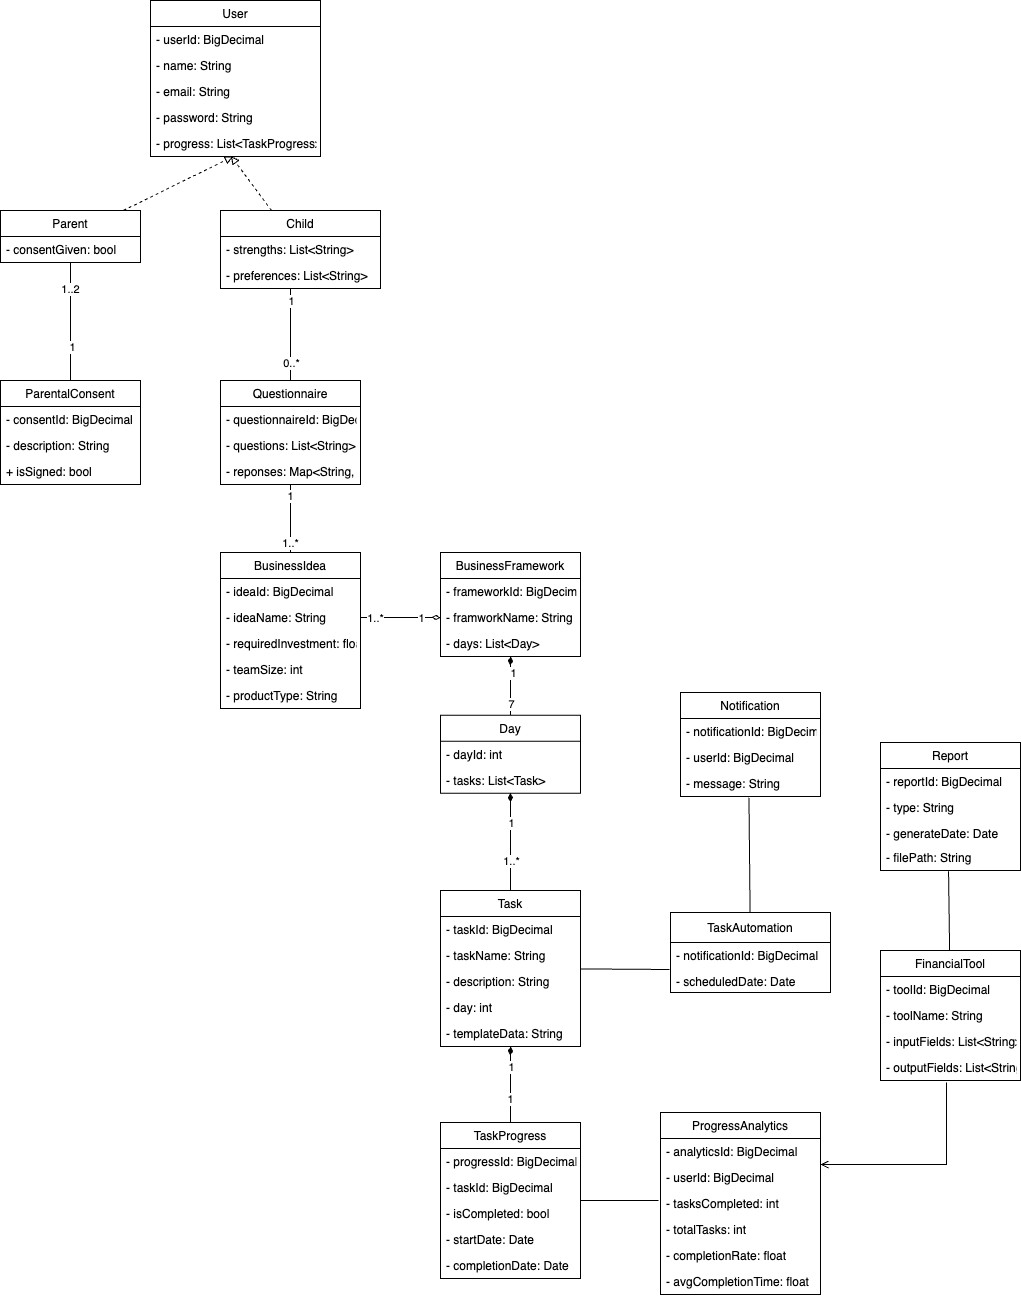 User
- userId: BigDecimal
- name: String
- email: String
- password: String
- progress: List<TaskProgress>
Parent
- consentGiven: bool
Child
- strengths: List<String>
- preferences: List<String>
1..2
1
1
0..*
ParentalConsent
- consentId: BigDecimal
- description: String
+ isSigned: bool
Questionnaire
- questionnaireId: BigDec
- questions: List<String>
- reponses: Map<String,
1
1..*
BusinessIdea
- ideaId: BigDecimal
- ideaName: String
- requiredInvestment: floa
- teamSize: int
- productType: String
1..*
1
BusinessFramework
- frameworkId: BigDecim
- framworkName: String
- days: List<Day>
1
7
Day
- dayId: int
- tasks: List<Task>
1
1..*
Notification
- notificationId: BigDecim
- userId: BigDecimal
- message: String
Report
- reportId: BigDecimal
- type: String
- generateDate: Date
- filePath: String
Task
- taskId: BigDecimal
- taskName: String
- description: String
- day: int
- templateData: String
TaskAutomation
- notificationId: BigDecimal
- scheduledDate: Date
FinancialTool
- toolId: BigDecimal
- toolName: String
- inputFields: List<String>
- outputFields: List<Strin
1
1
TaskProgress
- progressId: BigDecimal
- taskId: BigDecimal
- isCompleted: bool
- startDate: Date
- completionDate: Date
ProgressAnalytics
- analyticsId: BigDecimal
- userId: BigDecimal
- tasksCompleted: int
- totalTasks: int
- completionRate: float
- avgCompletionTime: float